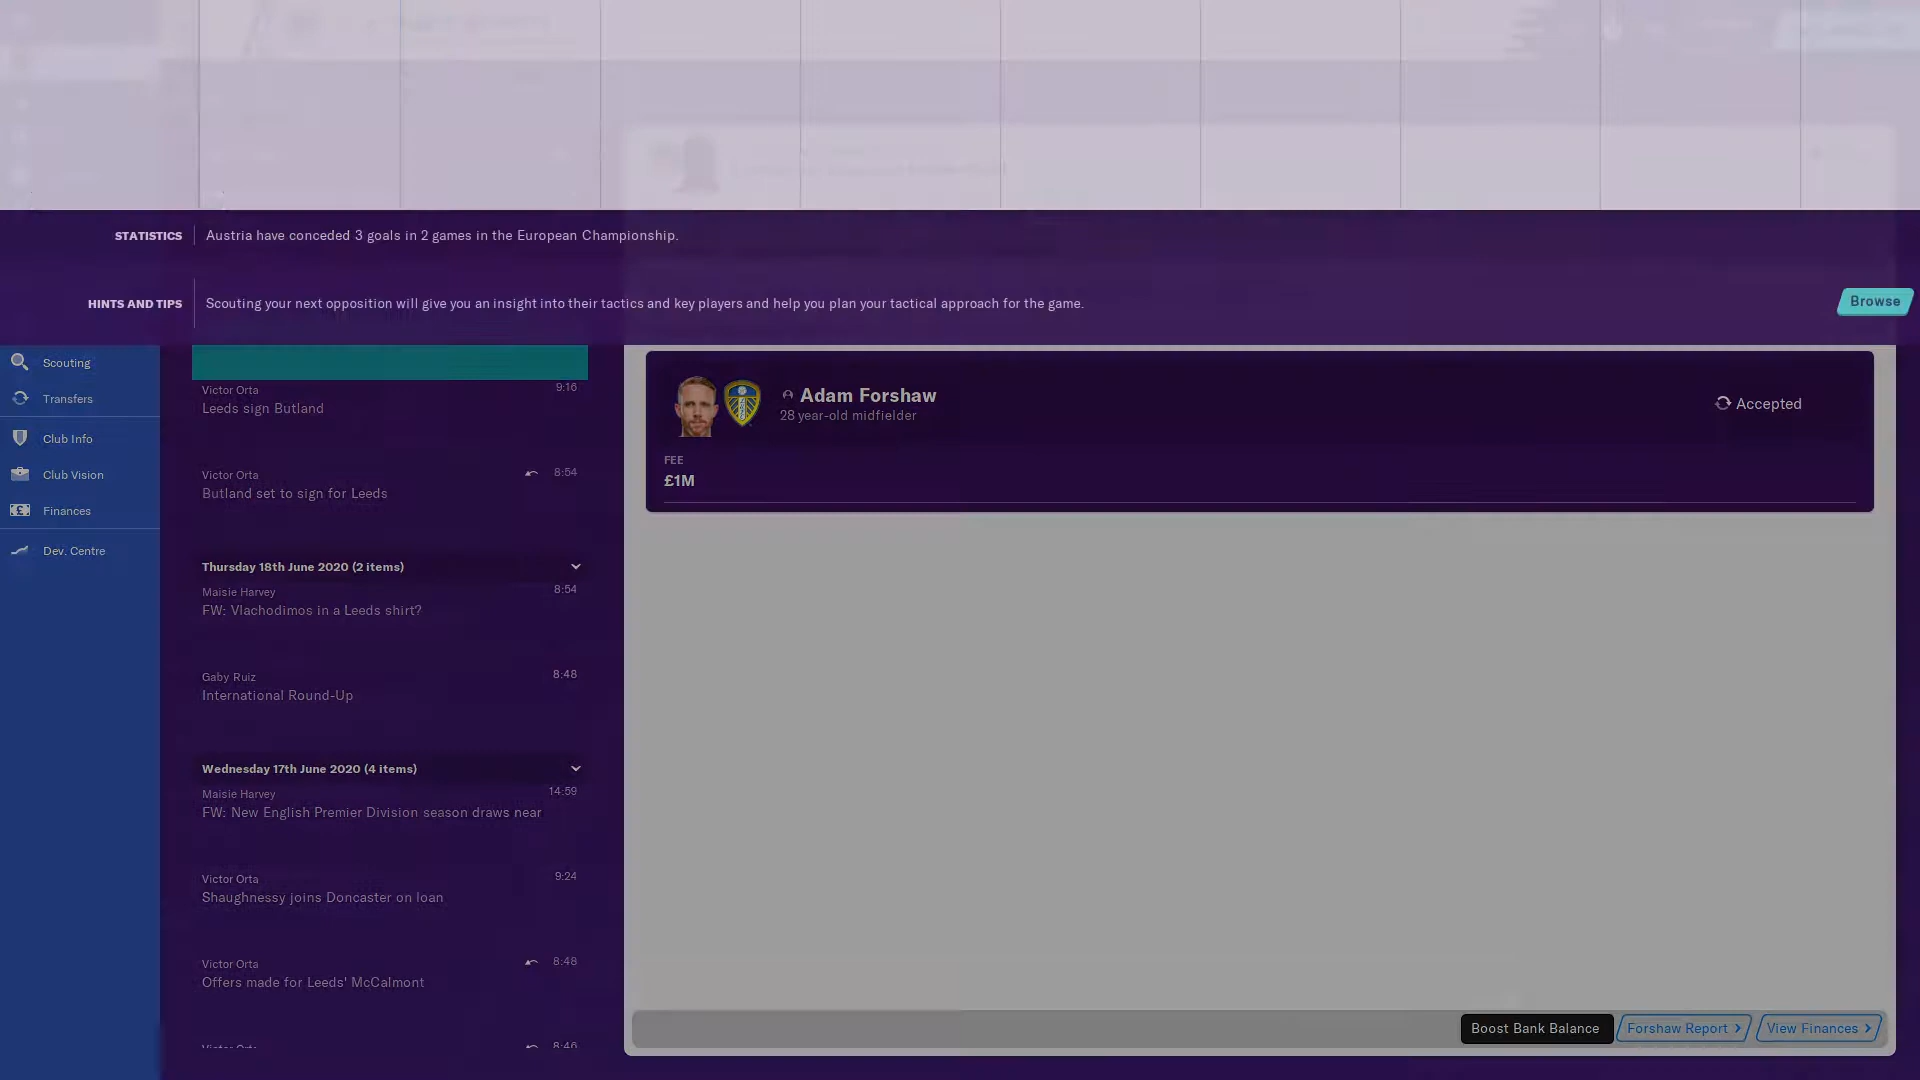 STATISTICS Austria have conceded 3 goals in 2 games in the European Championship.
HINTS AND TIPS Scouting your next opposition will give you an insight into their tactics and key players and help you plan your tactical approach for the game.
Browse
Scouting
Transfers
Club Info
Club Vision
Finances
Dev. Centre
Victor Orta 9:16
Leeds sign Butland
Victor Orta 8:54
Butland set to sign for Leeds
Thursday 18th June 2020 (2 items)
Maisie Harvey 8:54
FW: Vlachodimos in a Leeds shirt?
Gaby Ruiz 8:48
International Round-Up
Wednesday 17th June 2020 (4 items)
Maisie Harvey 14:59
FW: New English Premier Division season draws near
Victor Orta 9:24
Shaughnessy joins Doncaster on loan
Victor Orta 8:48
Offers made for Leeds' McCalmont
Victor Orta 8:46
Adam Forshaw
28 year-old midfielder
Accepted
FEE
£1M
Boost Bank Balance
Forshaw Report
View Finances